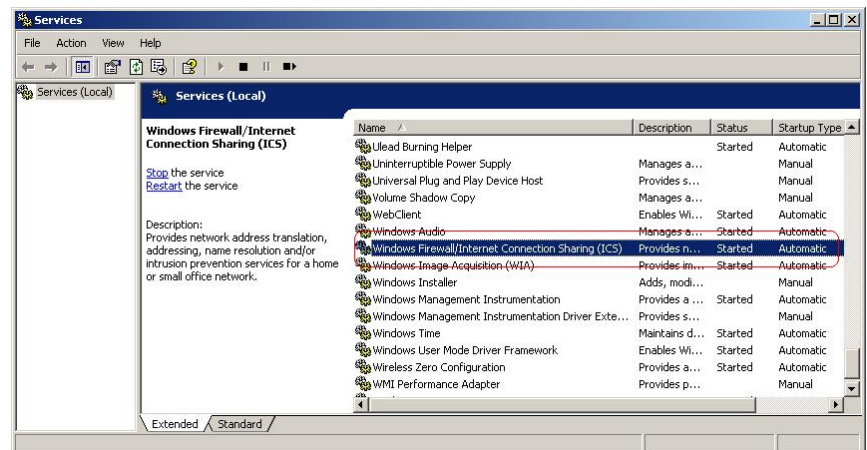 Services
File Action View Help
Services (Local)
Services (Local)
Windows Firewall/Internet
Connection Sharing (ICS)
Stop the service
Restart the service
Description:
Provides network address translation,
addressing, name resolution and/or
intrusion prevention services for a home
or small office network.
Name Description Status Startup Type
Ulead Burning Helper Started Automatic
Uninterruptible Power Supply Manages a... Manual
Universal Plug and Play Device Host Provides s... Manual
Volume Shadow Copy Manages a... Manual
WebClient Enables Wi... Started Automatic
Windows Audio Manages a... Started Automatic
Windows Firewall/Internet Connection Sharing (ICS) Provides n... Started Automatic
Windows Image Acquisition (WIA) Provides im... Started Automatic
Windows Installer Adds, modi... Manual
Windows Management Instrumentation Provides a ... Started Automatic
Windows Management Instrumentation Driver Exte... Provides s... Manual
Windows Time Maintains d... Started Automatic
Windows User Mode Driver Framework Enables Wi... Started Automatic
Wireless Zero Configuration Provides a... Started Automatic
WMI Performance Adapter Provides p... Manual
Extended Standard